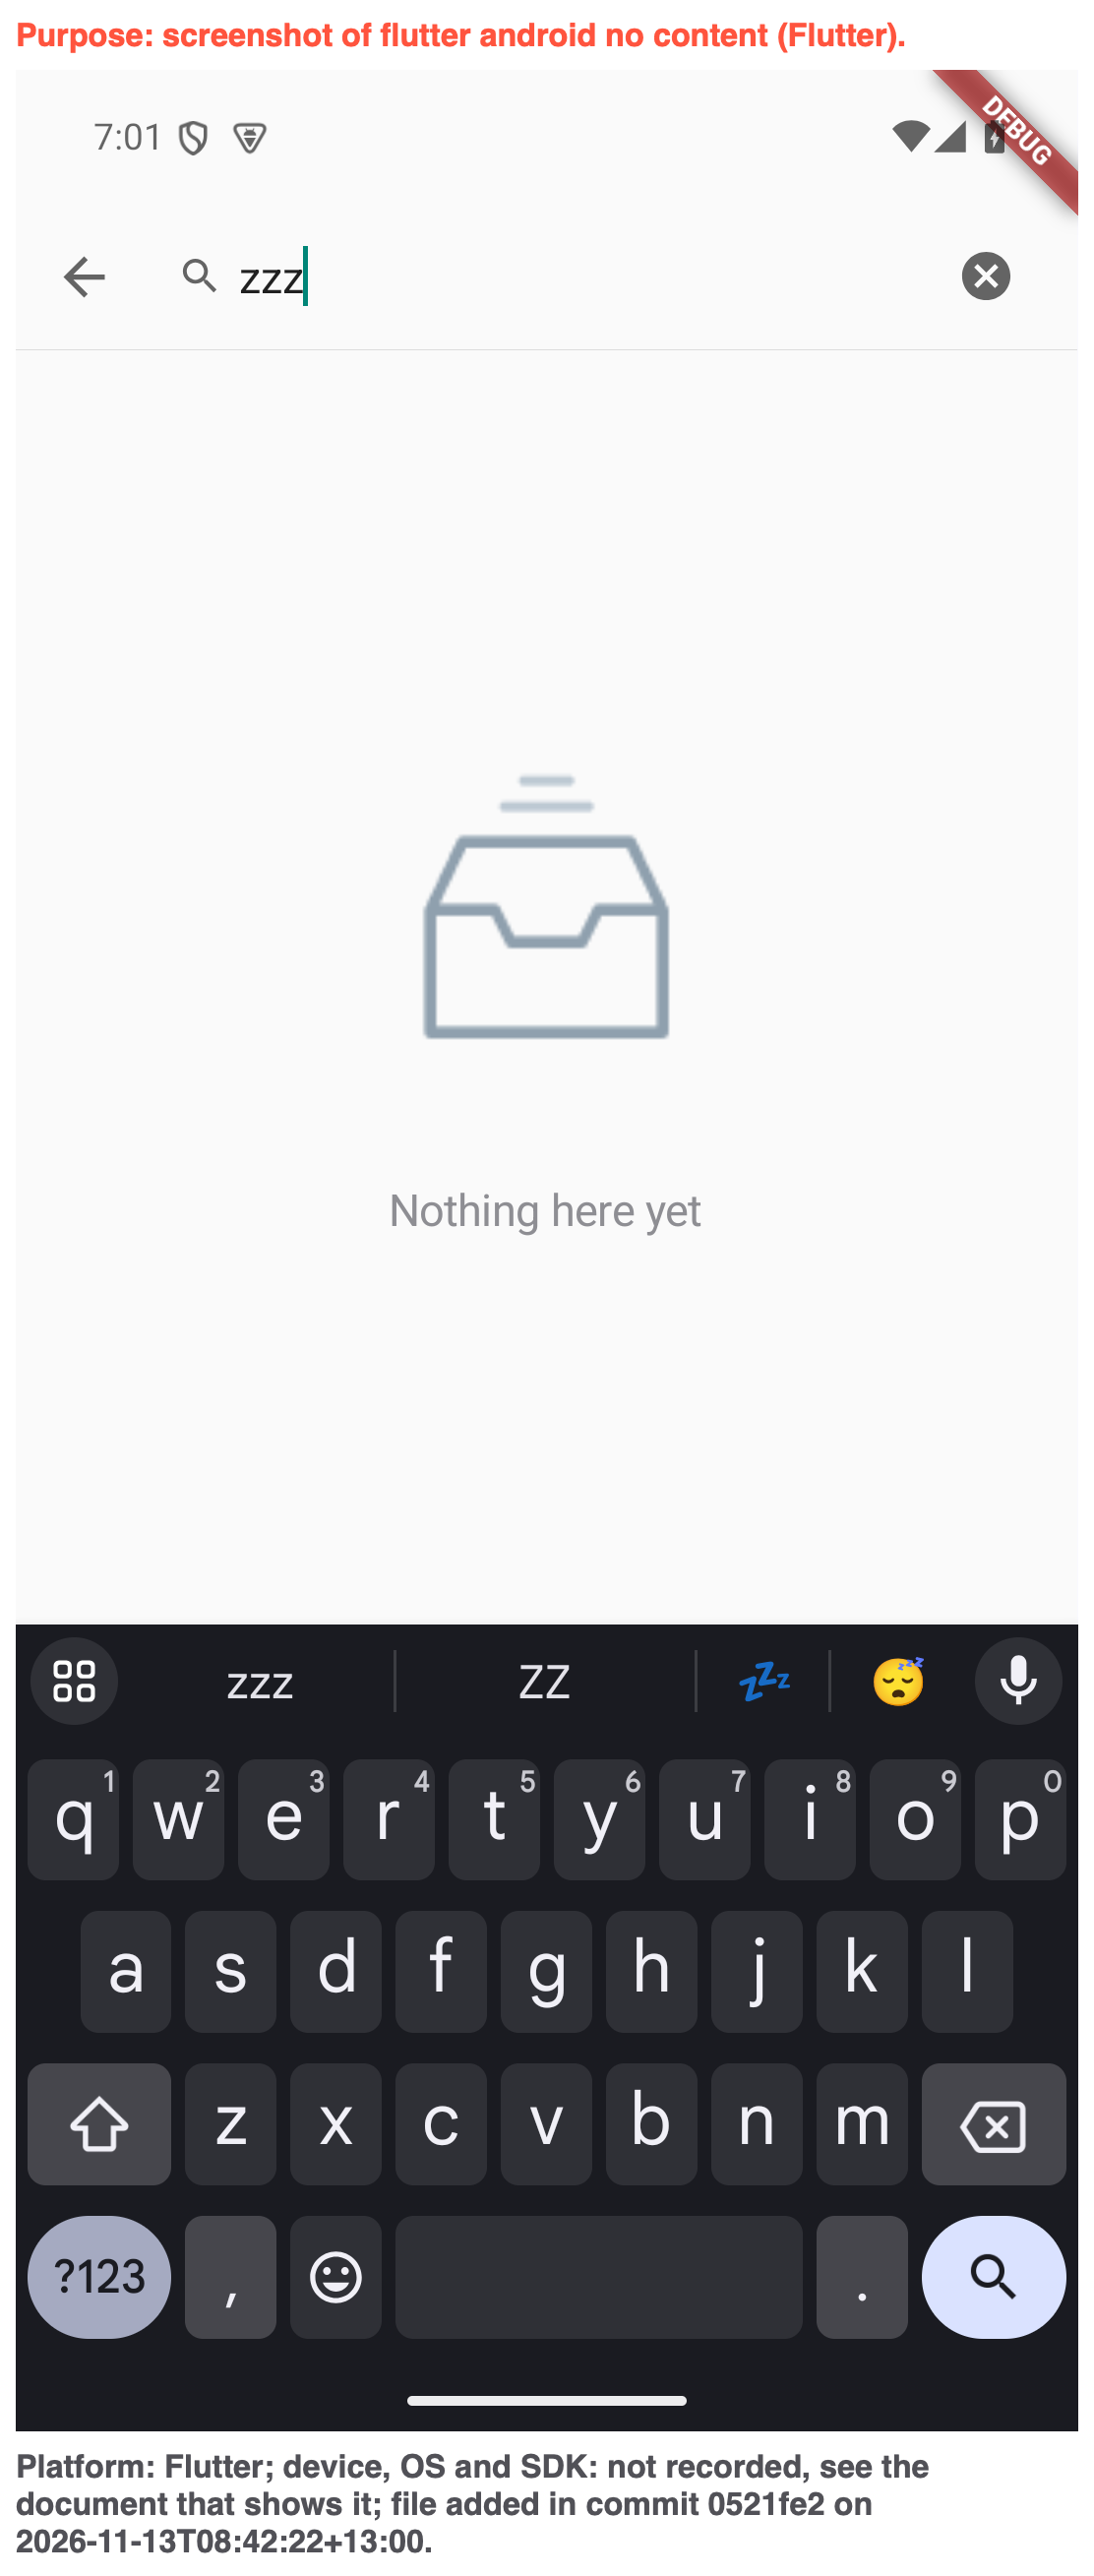 Purpose: screenshot of flutter android no content (Flutter).
7:01
DEBUG
zzz
Nothing here yet
zzz ZZ 💤 😴
q 1 w 2 e 3 r 4 t 5 y 6 u 7 i 8 o 9 p 0
a s d f g h j k l
z x c v b n m
?123 , .
Platform: Flutter; device, OS and SDK: not recorded, see the
document that shows it; file added in commit 0521fe2 on
2026-11-13T08:42:22+13:00.